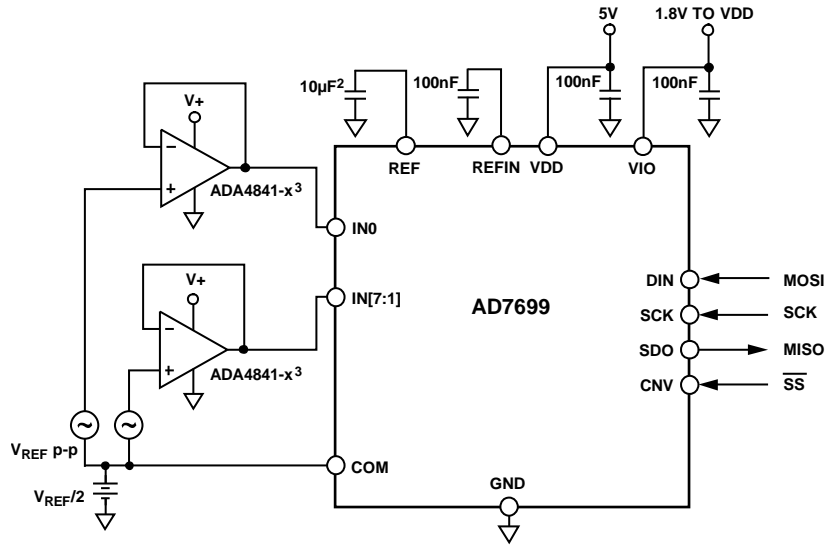 5V
1.8V TO VDD
10µF2
100nF
100nF
100nF
V+
−
+
ADA4841-x3
REF
REFIN
VDD
VIO
IN0
V+
−
+
ADA4841-x3
IN[7:1]
AD7699
DIN
MOSI
SCK
SCK
SDO
MISO
CNV
SS
VREF p-p
VREF/2
COM
GND